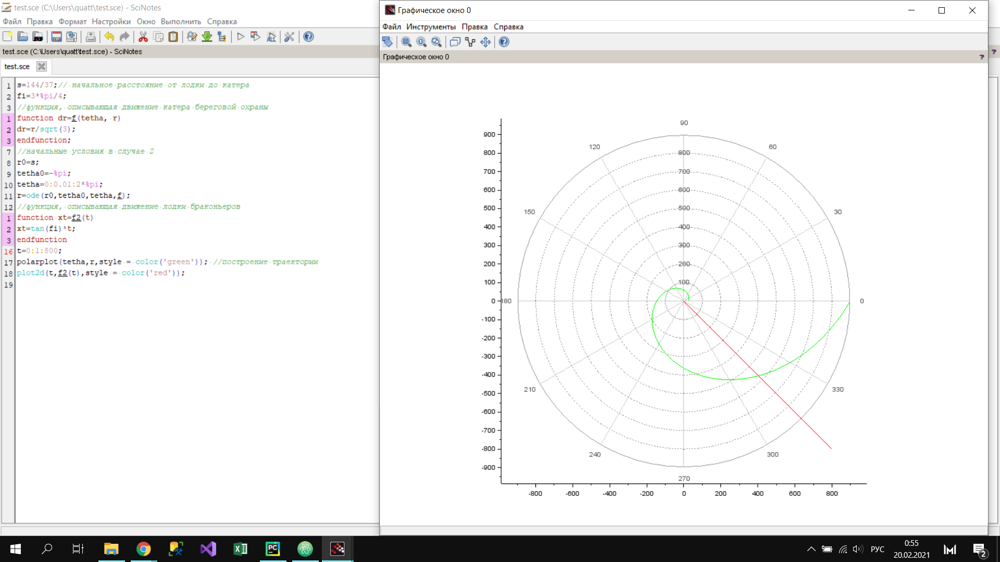 test.sce (C:\Users\quatt\test.sce) - SciNotes
Файл Правка Формат Настройки Окно Выполнить Справка
test.sce (C:\Users\quatt\test.sce) - SciNotes
?
test.sce
1 s=144/37;// начальное расстояние от лодки до катера
2 fi=3*%pi/4;
3 //функция, описывающая движение катера береговой охраны
1 function dr=f(tetha, r)
2 dr=r/sqrt(3);
3 endfunction;
7 //начальные условия в случае 2
8 r0=s;
9 tetha0=-%pi;
10 tetha=0:0.01:2*%pi;
11 r=ode(r0,tetha0,tetha,f);
12 //функция, описывающая движение лодки браконьеров
1 function xt=f2(t)
2 xt=tan(fi)*t;
3 endfunction
16 t=0:1:800;
17 polarplot(tetha,r,style = color('green')); //построение траектории
18 plot2d(t,f2(t),style = color('red'));
19
Графическое окно 0
Файл Инструменты Правка Справка
Графическое окно 0
?
90
120
60
900
800
800
700
700
600
600
150
30
500
500
400
400
300
300
200
200
100
100
0
180
0
-100
-200
-300
-400
210
330
-500
-600
-700
-800
240
300
-900
270
-800 -600 -400 -200 0 200 400 600 800
PC
РУС
0:55
20.02.2021
2